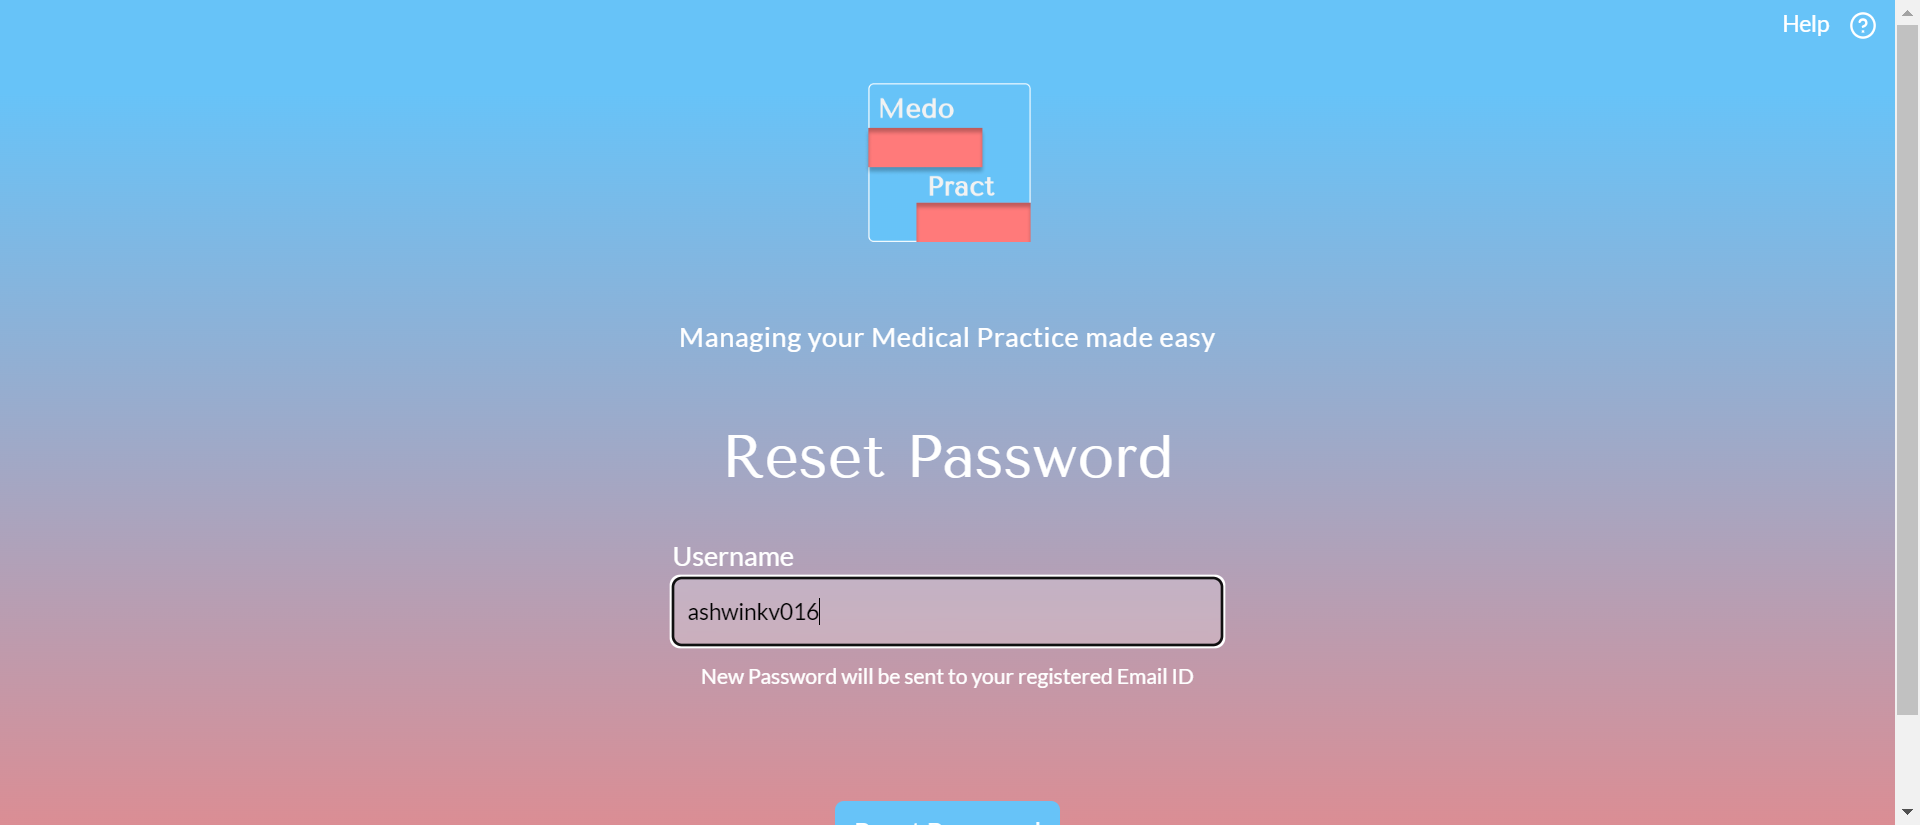 Help
Medo
Pract
Managing your Medical Practice made easy
Reset Password
Username
ashwinkv016
New Password will be sent to your registered Email ID